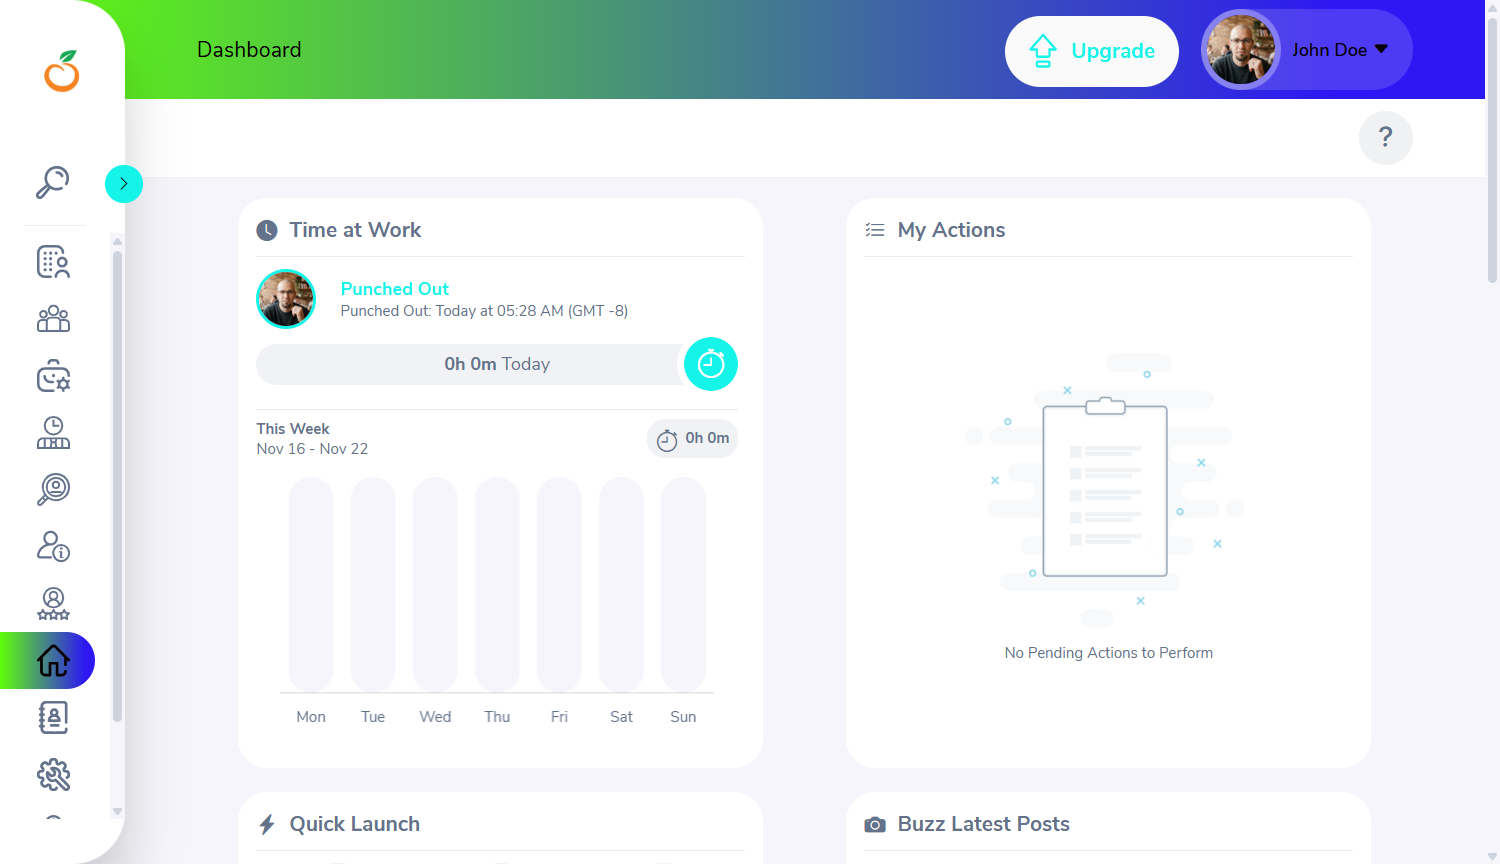 Dashboard
Upgrade
John Doe
?
Time at Work
Punched Out
Punched Out: Today at 05:28 AM (GMT -8)
0h 0m Today
This Week
Nov 16 - Nov 22
0h 0m
Mon Tue Wed Thu Fri Sat Sun
My Actions
No Pending Actions to Perform
Quick Launch
Buzz Latest Posts